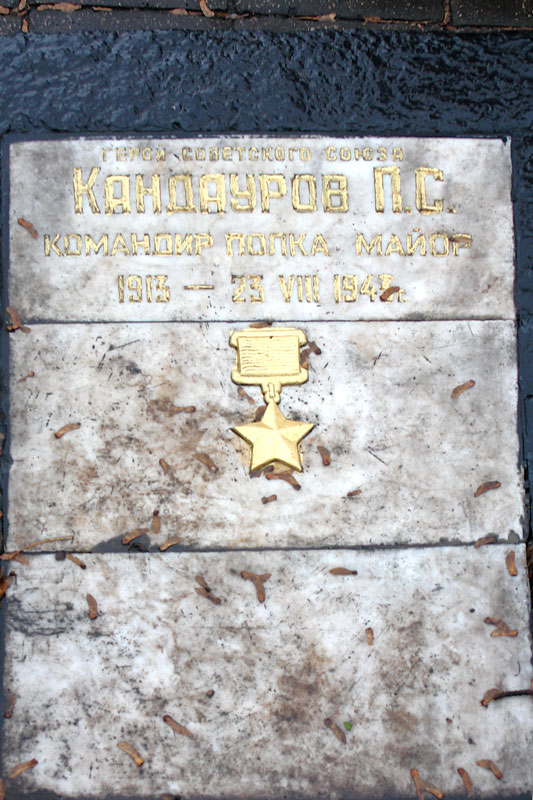 ГЕРОЙ СОВЕТСКОГО СОЮЗА
КАНДАУРОВ П.С.
КОМАНДИР ПОЛКА МАЙОР
1913 — 23 VIII 1943г.